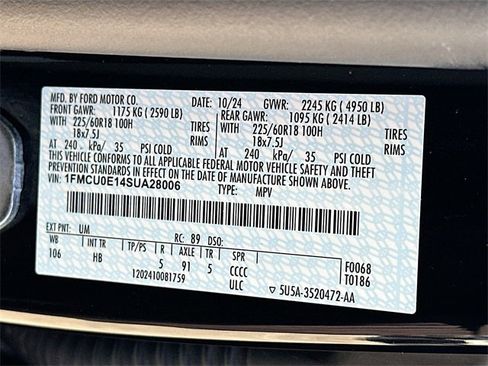 MFD. BY FORD MOTOR CO. DATE: 10/24 GVWR: 2245 KG ( 4950 LB)
FRONT GAWR: 1175 KG ( 2590 LB) REAR GAWR: 1095 KG ( 2414 LB)
WITH 225/60R18 100H TIRES WITH 225/60R18 100H TIRES
18x7.5J RIMS 18x7.5J RIMS
AT 240 kPa/ 35 PSI COLD AT 240 kPa/ 35 PSI COLD
THIS VEHICLE CONFORMS TO ALL APPLICABLE FEDERAL MOTOR VEHICLE SAFETY AND THEFT
PREVENTION STANDARDS IN EFFECT ON THE DATE OF MANUFACTURE SHOWN ABOVE.
VIN: 1FMCU0E14SUA28006
TYPE: MPV
EXT PNT: UM RC: 89 DSO:
WB INT TR TP/PS R AXLE TR SPR
106 HB 5 91 5 CCCC
1202410081759 ULC
F0068
T0186
5U5A-3520472-AA